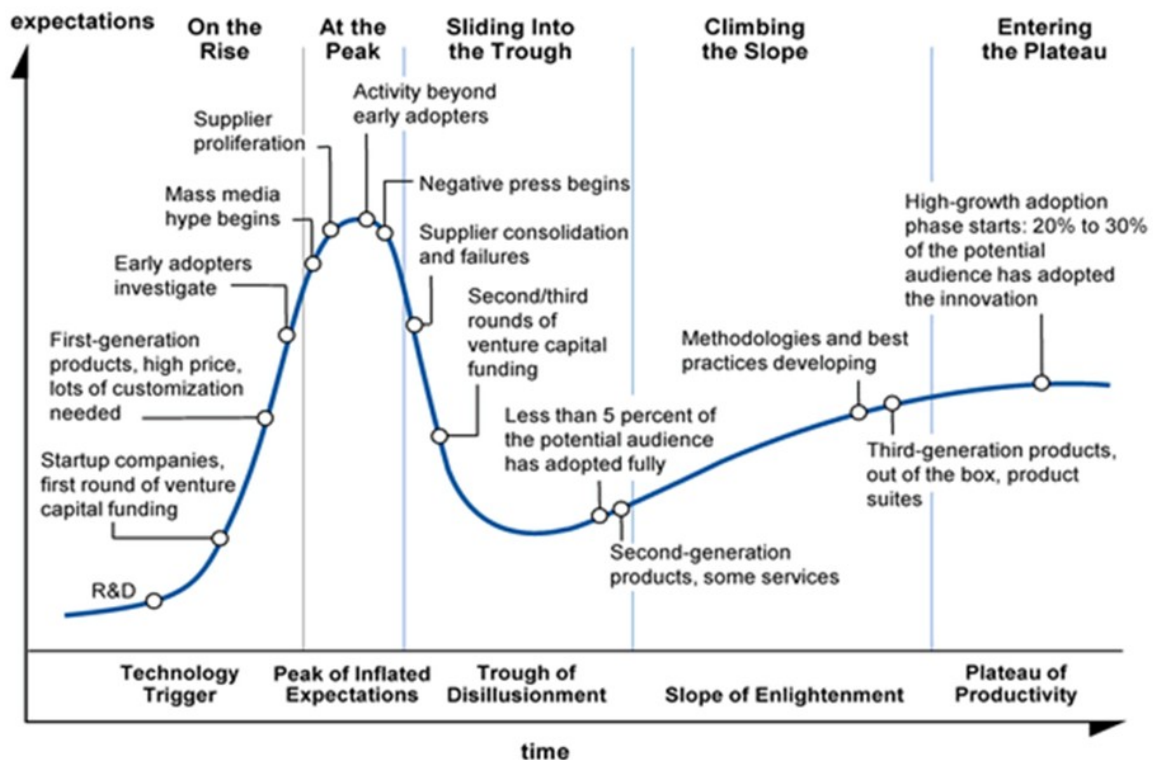 expectations
On the
Rise
At the
Peak
Sliding Into
the Trough
Climbing
the Slope
Entering
the Plateau
Activity beyond
early adopters
Supplier
proliferation
Negative press begins
Mass media
hype begins
High-growth adoption
phase starts: 20% to 30%
of the potential
audience has adopted
the innovation
Supplier consolidation
and failures
Early adopters
investigate
Second/third
rounds of
venture capital
funding
First-generation
products, high price,
lots of customization
needed
Methodologies and best
practices developing
Less than 5 percent of
the potential audience
has adopted fully
Startup companies,
first round of venture
capital funding
Third-generation products,
out of the box, product
suites
Second-generation
products, some services
R&D
Technology
Trigger
Peak of Inflated
Expectations
Trough of
Disillusionment
Slope of Enlightenment
Plateau of
Productivity
time